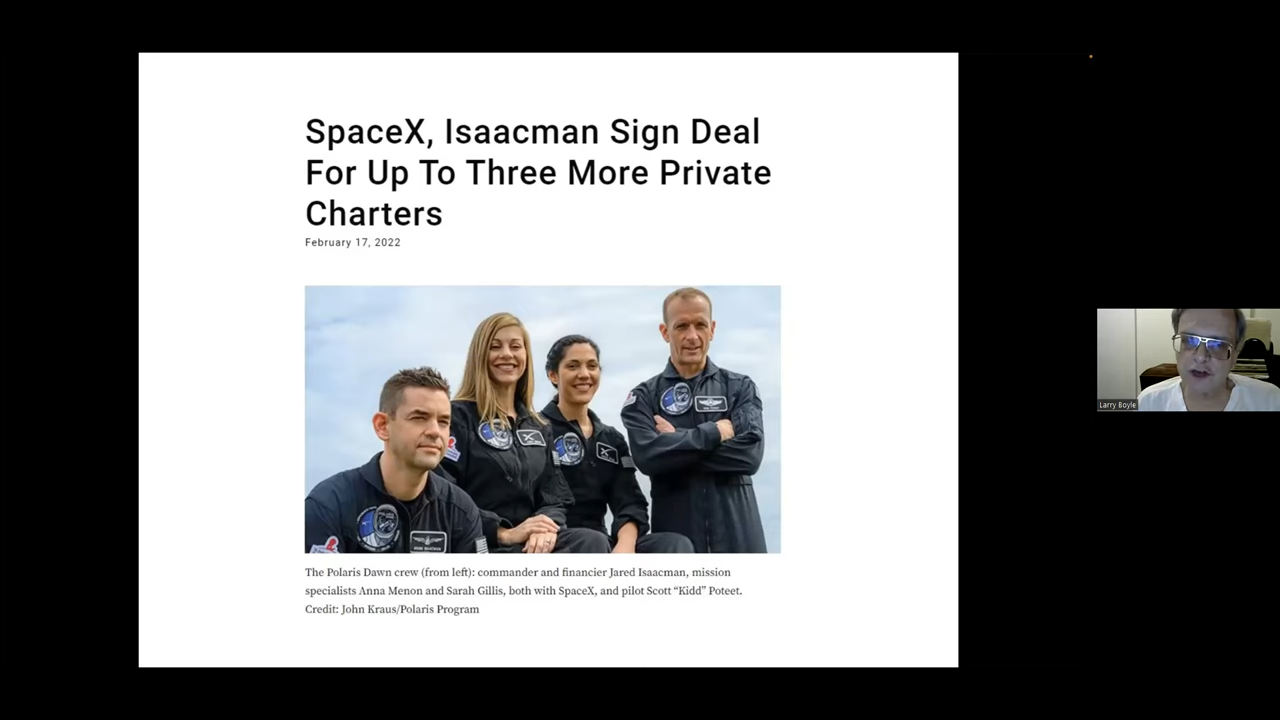 SpaceX, Isaacman Sign Deal
For Up To Three More Private
Charters
February 17, 2022
The Polaris Dawn crew (from left): commander and financier Jared Isaacman, mission
specialists Anna Menon and Sarah Gillis, both with SpaceX, and pilot Scott “Kidd” Poteet.
Credit: John Kraus/Polaris Program
Larry Boyle